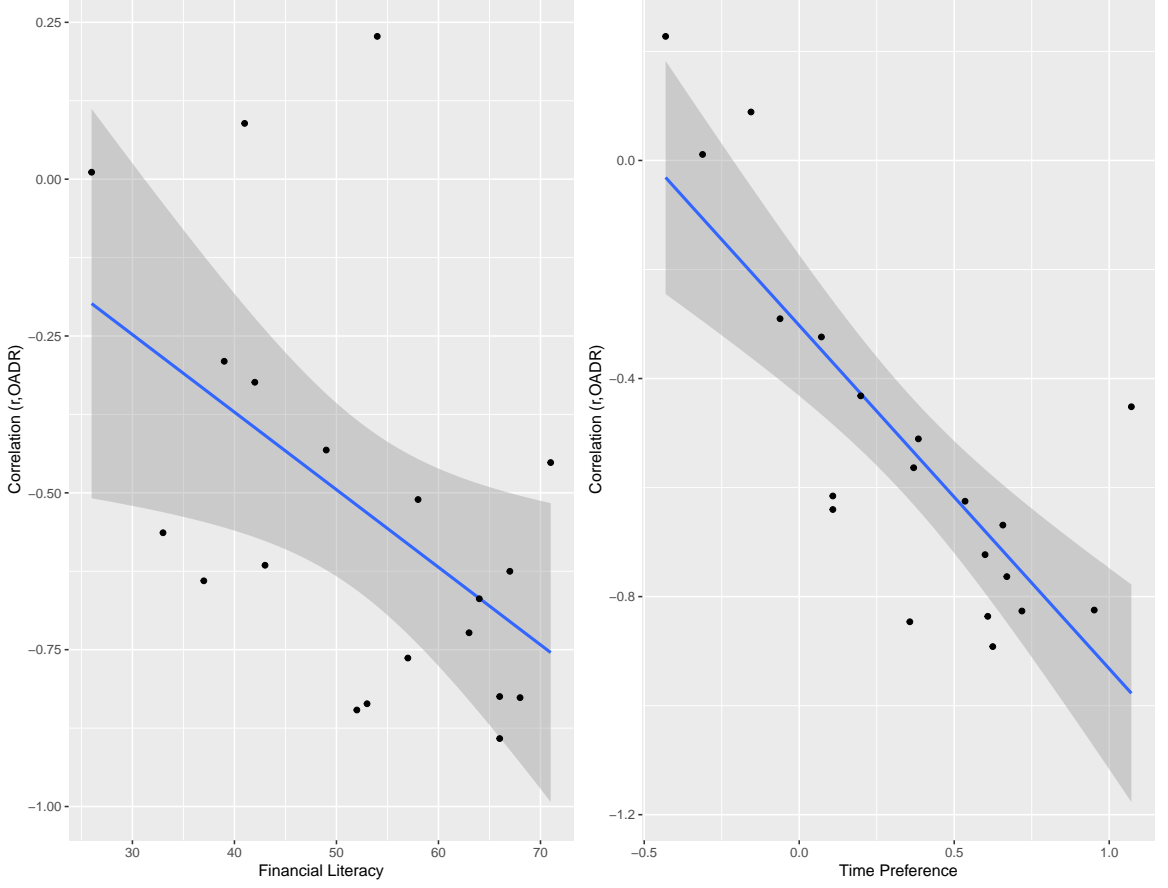 0.25
0.00
−0.25
−0.50
−0.75
−1.00
30 40 50 60 70
Financial Literacy
Correlation (r,OADR)
0.0
−0.4
−0.8
−1.2
−0.5 0.0 0.5 1.0
Time Preference
Correlation (r,OADR)